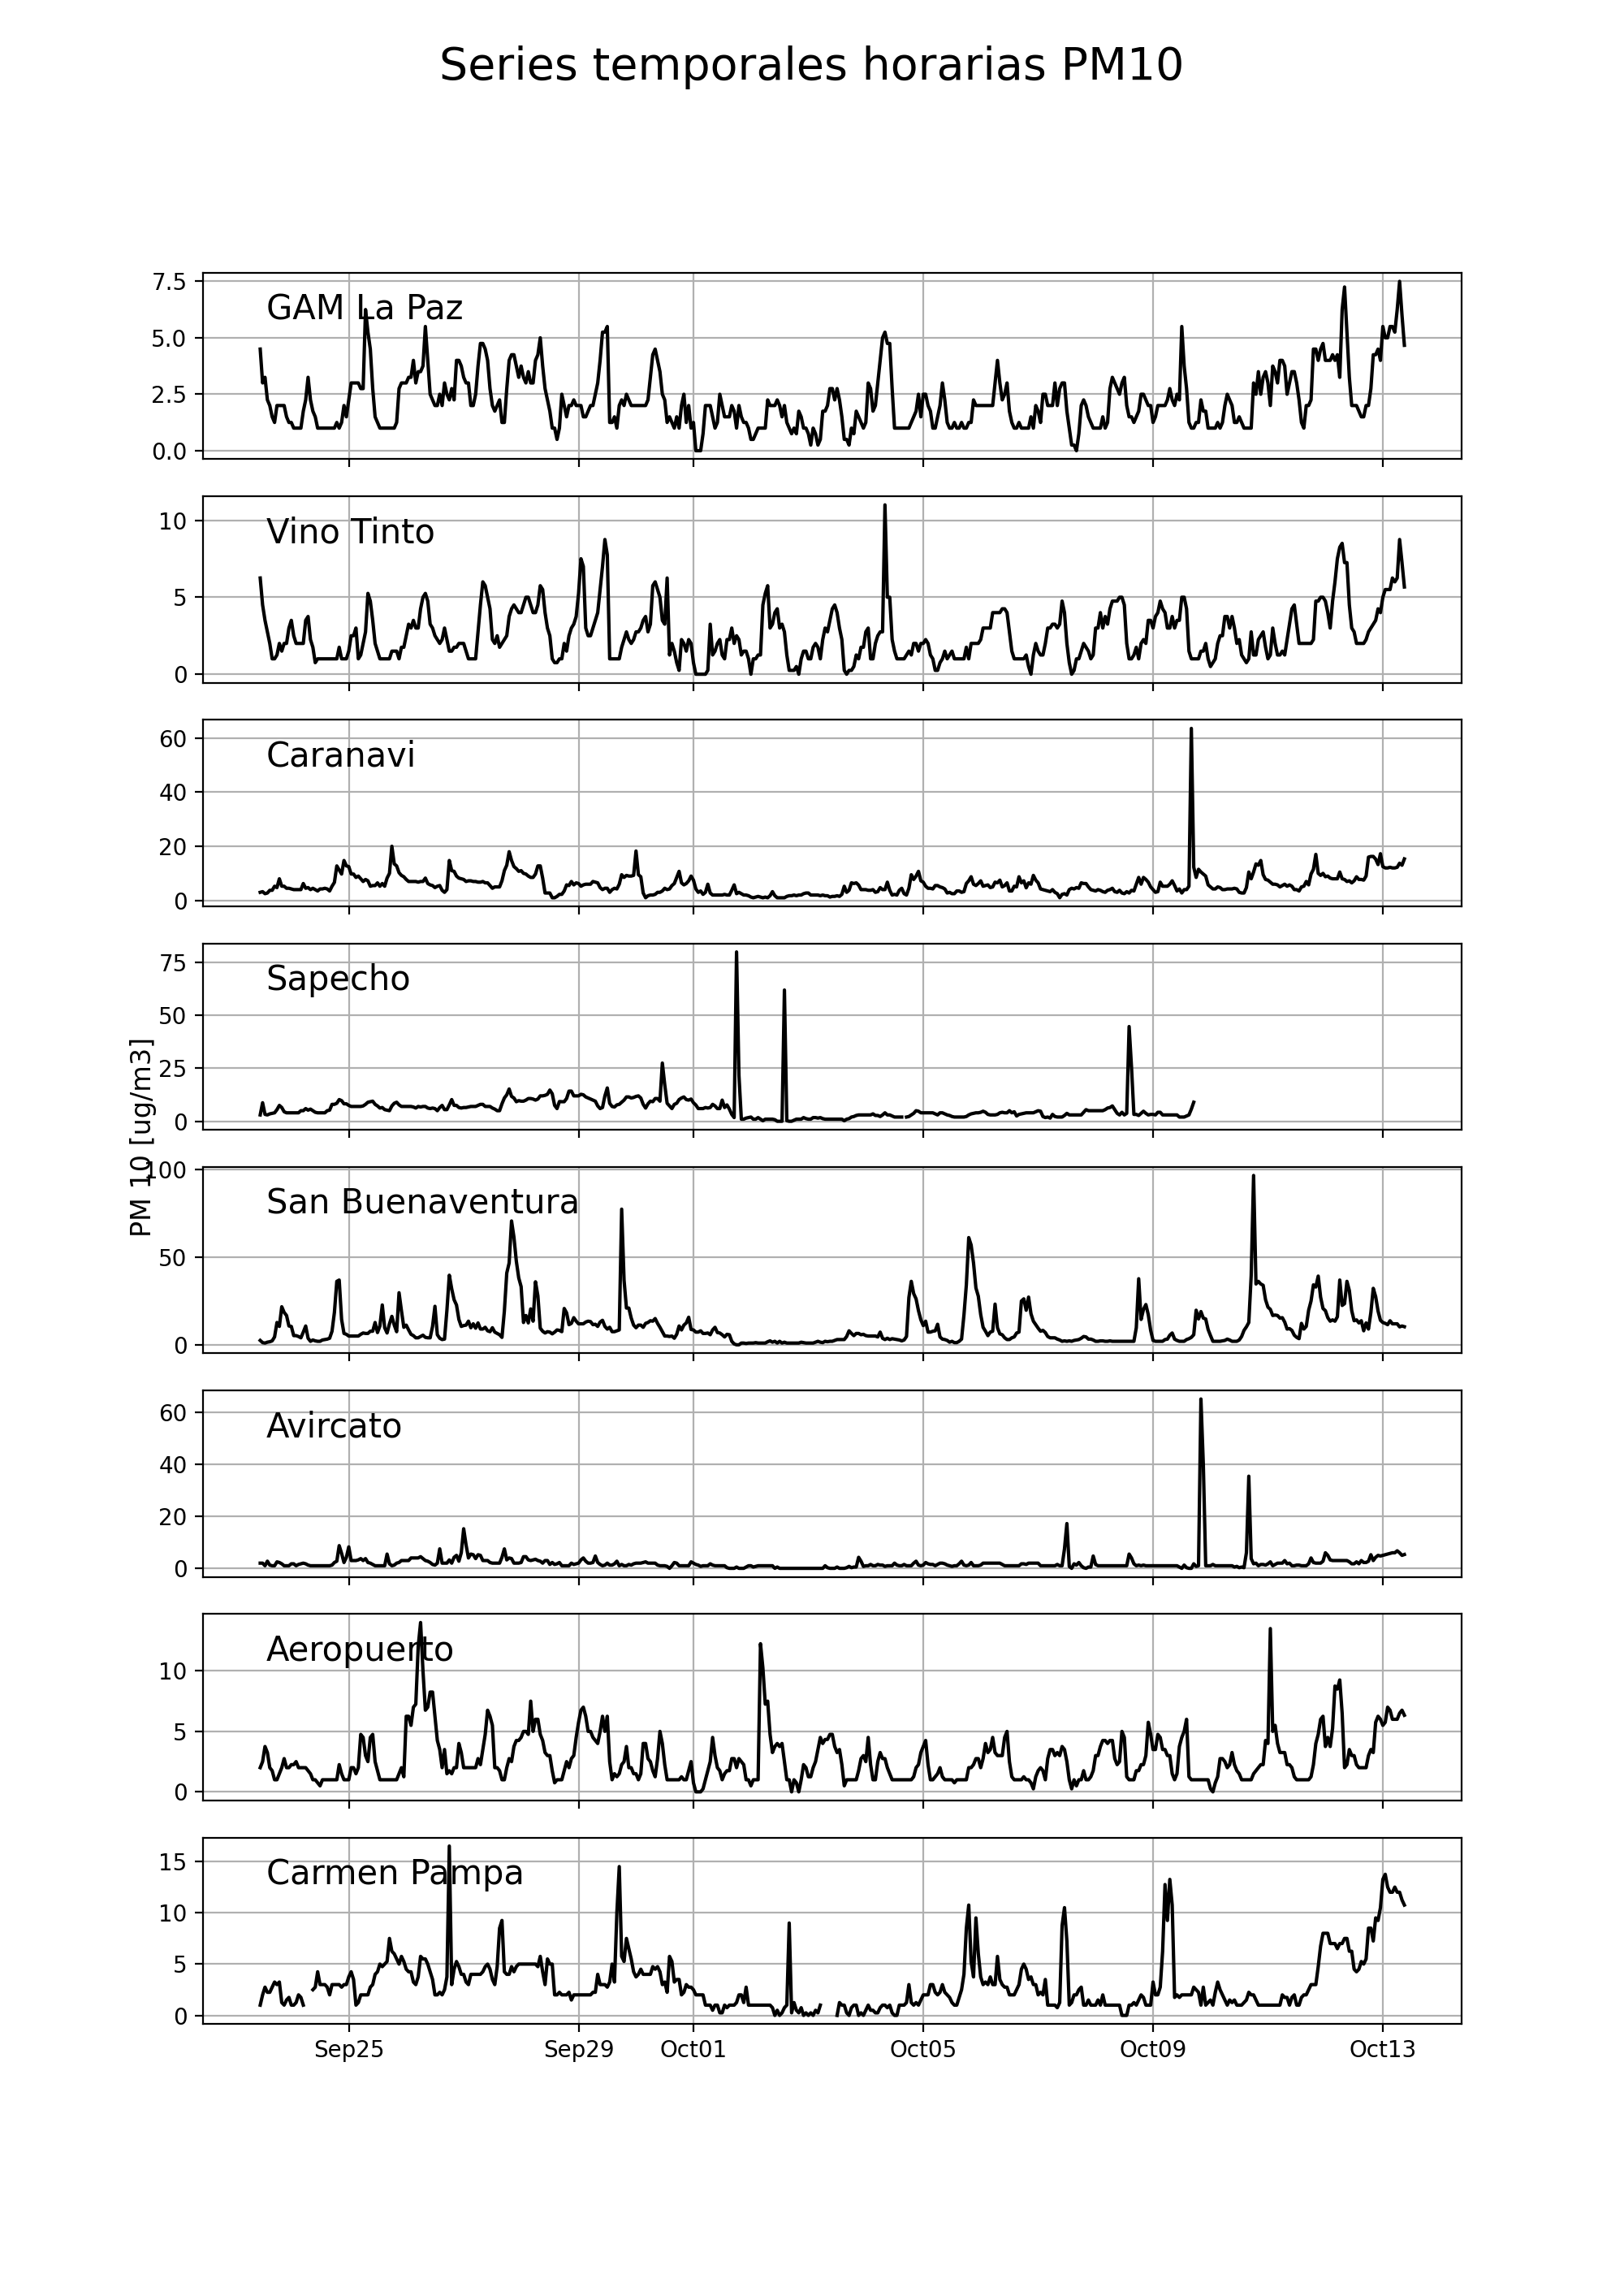 Series temporales horarias PM10
7.5
5.0
2.5
0.0
GAM La Paz
10
5
0
Vino Tinto
60
40
20
0
Caranavi
75
50
25
0
Sapecho
PM 10 [ug/m3]
100
50
0
San Buenaventura
60
40
20
0
Avircato
10
5
0
Aeropuerto
15
10
5
0
Carmen Pampa
Sep25 Sep29 Oct01 Oct05 Oct09 Oct13